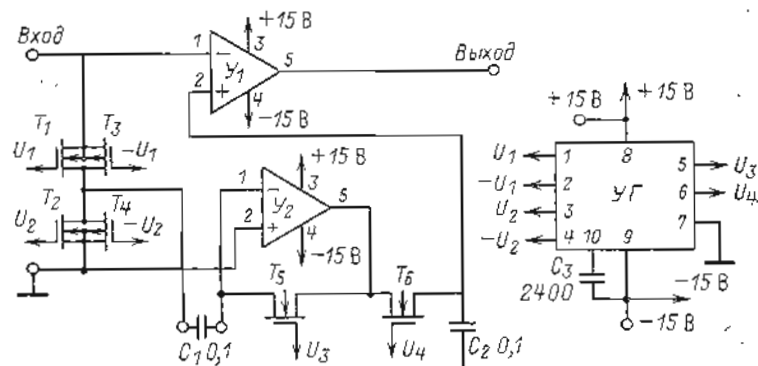 Вход
+15 В
1
−
3
5
Выход
У₁
2
+
4
−15 В
T₁
T₃
U₁
−U₁
T₂
T₄
U₂
−U₂
+15 В
1
−
3
5
У₂
2
+
4
−15 В
T₅
T₆
C₁ 0,1
U₃
U₄
C₂ 0,1
+15 В
+15 В
U₁
1
8
5
U₃
−U₁
2
УГ
6
U₄
U₂
3
7
−U₂
4
10
9
C₃
2400
−15 В
−15 В